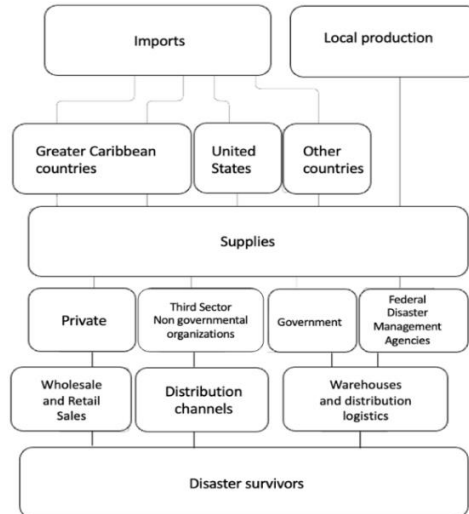 Imports
Local production
Greater Caribbean
countries
United
States
Other
countries
Supplies
Private
Third Sector
Non governmental
organizations
Government
Federal
Disaster
Management
Agencies
Wholesale
and Retail
Sales
Distribution
channels
Warehouses
and distribution
logistics
Disaster survivors